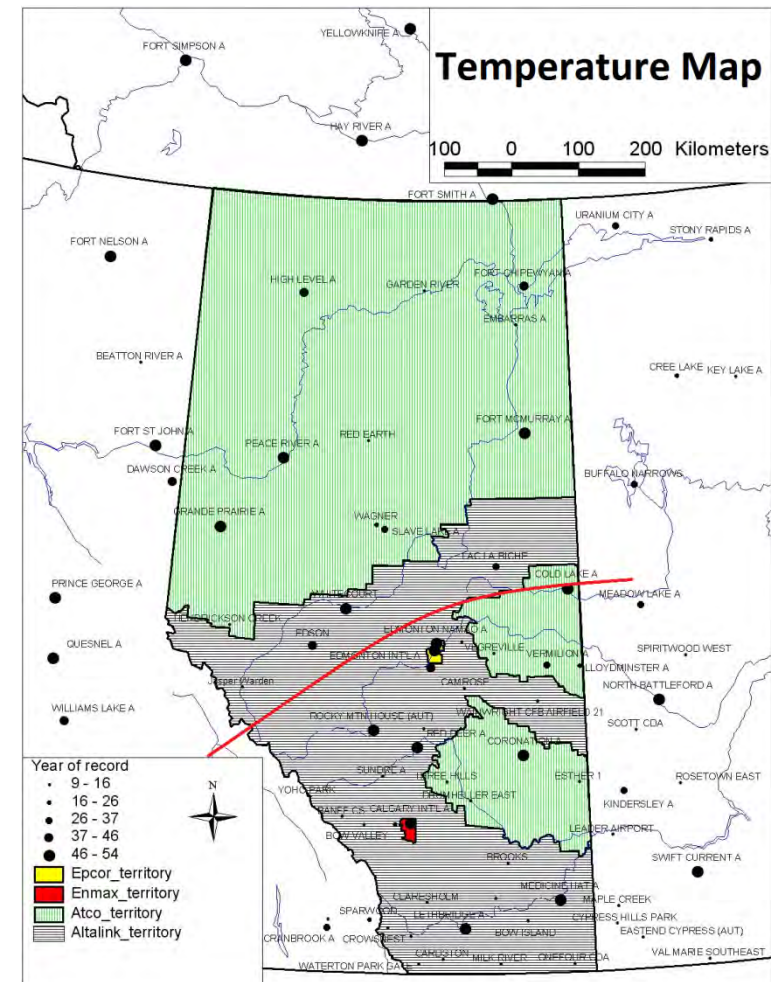 YELLOWKNIFE A
FORT SIMPSON A
Temperature Map
HAY RIVER A
100 0 100 200 Kilometers
FORT SMITH A
URANIUM CITY A
STONY RAPIDS A
FORT NELSON A
HIGH LEVEL A
GARDEN RIVER
FORT CHIPEWYAN A
EMBARRAS A
BEATTON RIVER A
CREE LAKE
KEY LAKE A
FORT ST JOHN A
PEACE RIVER A
RED EARTH
FORT MCMURRAY A
DAWSON CREEK A
BUFFALO NARROWS
GRANDE PRAIRIE A
WAGNER
SLAVE LAKE A
LAC LA BICHE
COLD LAKE A
PRINCE GEORGE A
WHITECOURT
MEADOW LAKE A
HENDRICKSON CREEK
EDSON
EDMONTON NAMAO A
QUESNEL A
EDMONTON INT'L A
VEGREVILLE
VERMILION A
SPIRITWOOD WEST
LLOYDMINSTER A
Jasper Warden
CAMROSE
NORTH BATTLEFORD A
WILLIAMS LAKE A
WAINWRIGHT CFB AIRFIELD 21
ROCKY MTN HOUSE (AUT)
RED DEER A
SCOTT CDA
CORONATION A
SUNDRE A
YOHO PARK
THREE HILLS
ESTHER 1
ROSETOWN EAST
DRUMHELLER EAST
KINDERSLEY A
BANFF CS
CALGARY INT'L A
BOW VALLEY
LEADER AIRPORT
BROOKS
SWIFT CURRENT A
MEDICINE HAT A
CLARESHOLM
MAPLE CREEK
SPARWOOD
LETHBRIDGE A
CYPRESS HILLS PARK
CRANBROOK A
CROWSNEST
BOW ISLAND
EASTEND CYPRESS (AUT)
CARDSTON
WATERTON PARK GATE
MILK RIVER
ONEFOUR CDA
VAL MARIE SOUTHEAST
Year of record
9 - 16
16 - 26
26 - 37
37 - 46
46 - 54
N
Epcor_territory
Enmax_territory
Atco_territory
Altalink_territory